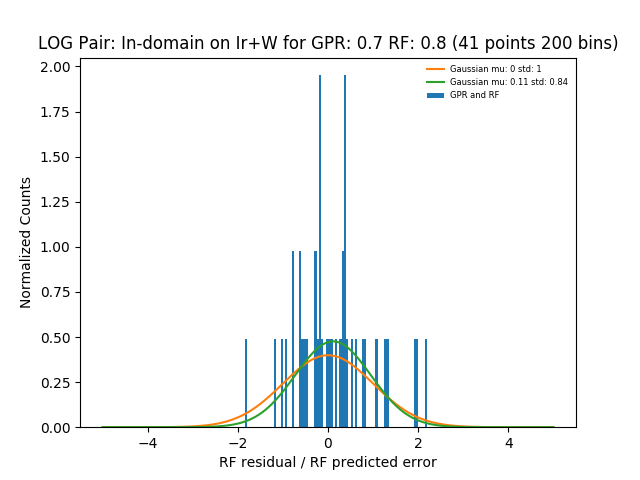 LOG Pair: In-domain on Ir+W for GPR: 0.7 RF: 0.8 (41 points 200 bins)
Gaussian mu: 0 std: 1
Gaussian mu: 0.11 std: 0.84
GPR and RF
Normalized Counts
2.00
1.75
1.50
1.25
1.00
0.75
0.50
0.25
0.00
−4
−2
0
2
4
RF residual / RF predicted error